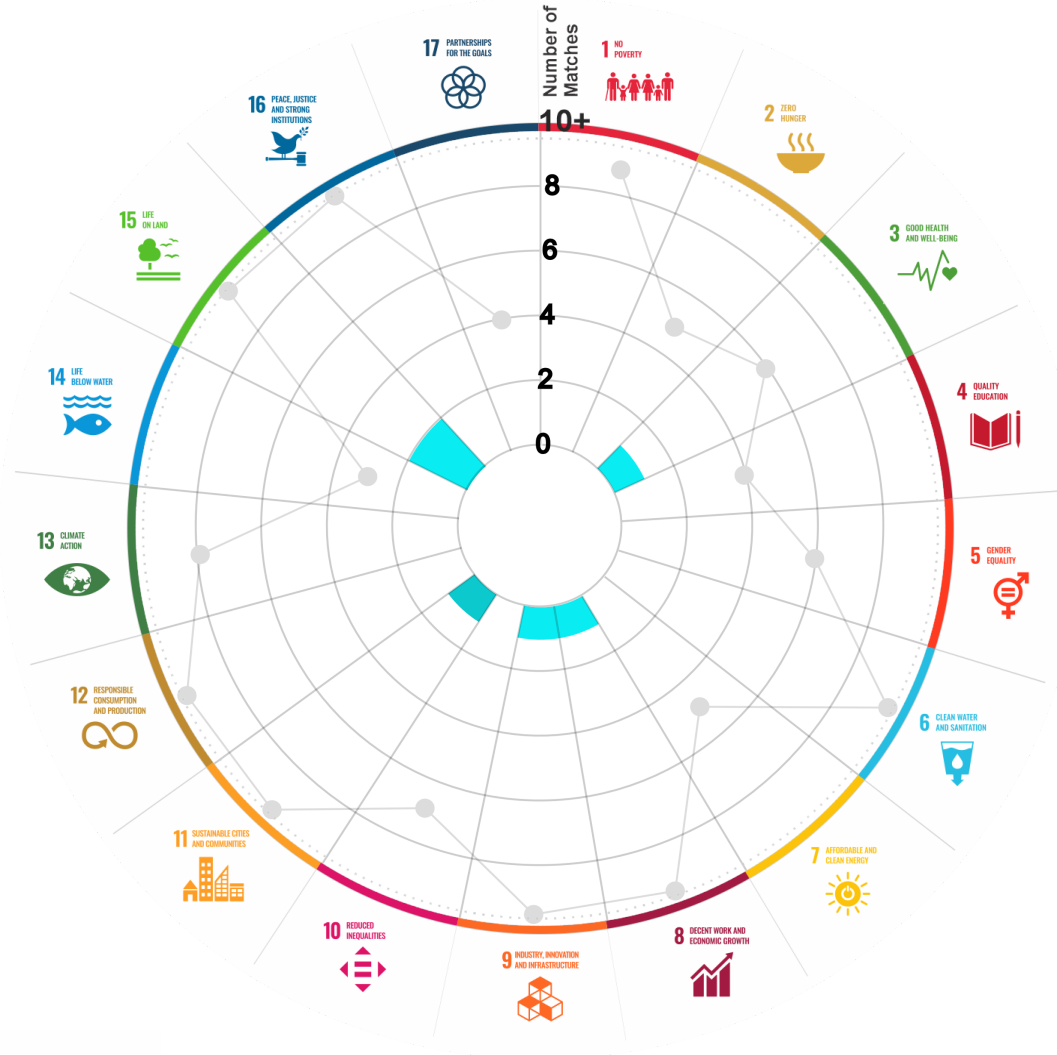 Number of
Matches
10+
8
6
4
2
0
1 NO
POVERTY
2 ZERO
HUNGER
3 GOOD HEALTH
AND WELL-BEING
4 QUALITY
EDUCATION
5 GENDER
EQUALITY
6 CLEAN WATER
AND SANITATION
7 AFFORDABLE AND
CLEAN ENERGY
8 DECENT WORK AND
ECONOMIC GROWTH
9 INDUSTRY, INNOVATION
AND INFRASTRUCTURE
10 REDUCED
INEQUALITIES
11 SUSTAINABLE CITIES
AND COMMUNITIES
12 RESPONSIBLE
CONSUMPTION
AND PRODUCTION
13 CLIMATE
ACTION
14 LIFE
BELOW WATER
15 LIFE
ON LAND
16 PEACE, JUSTICE
AND STRONG
INSTITUTIONS
17 PARTNERSHIPS
FOR THE GOALS